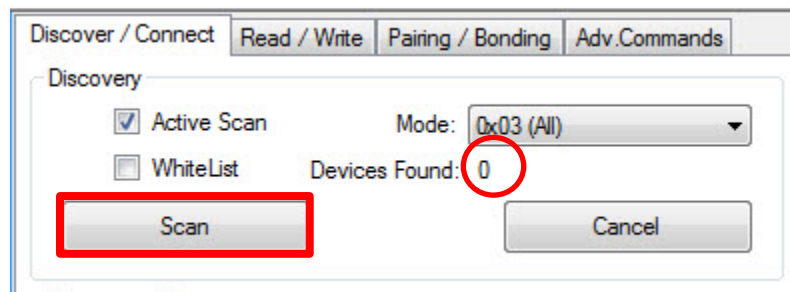 Discover / Connect Read / Write Pairing / Bonding Adv.Commands
Discovery
Active Scan Mode: 0x03 (All)
WhiteList Devices Found: 0
Scan Cancel